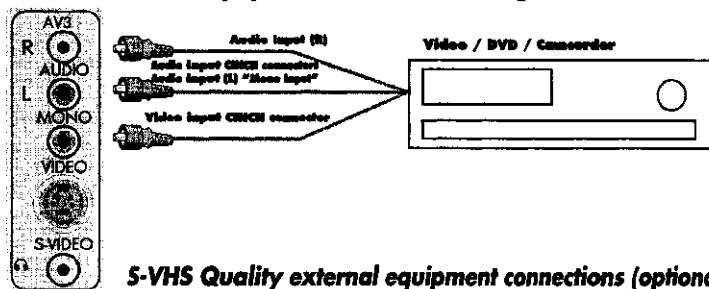 AV3
R
AUDIO
L
MONO
VIDEO
S-VIDEO
Audio input (R)
Audio input CINCH connectors
Audio input (L) "Mono input"
Video input CINCH connector
Video / DVD / Camcorder
S-VHS Quality external equipment connections (optiona